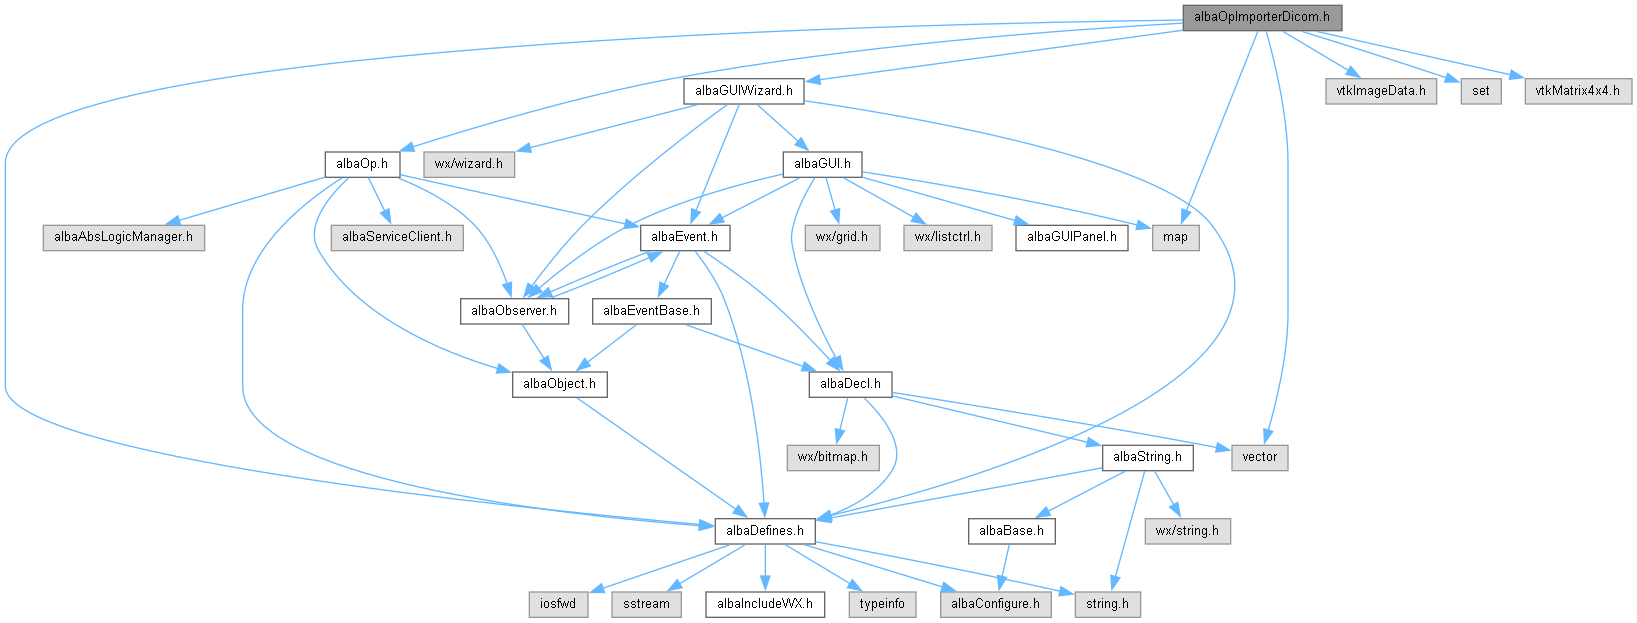 albaOpImporterDicom.h
albaGUIWizard.h
vtkImageData.h
set
vtkMatrix4x4.h
albaOp.h
wx/wizard.h
albaGUI.h
albaAbsLogicManager.h
albaServiceClient.h
albaEvent.h
wx/grid.h
wx/listctrl.h
albaGUIPanel.h
map
albaObserver.h
albaEventBase.h
albaObject.h
albaDecl.h
wx/bitmap.h
albaString.h
vector
albaDefines.h
albaBase.h
wx/string.h
iosfwd
sstream
albaIncludeWX.h
typeinfo
albaConfigure.h
string.h